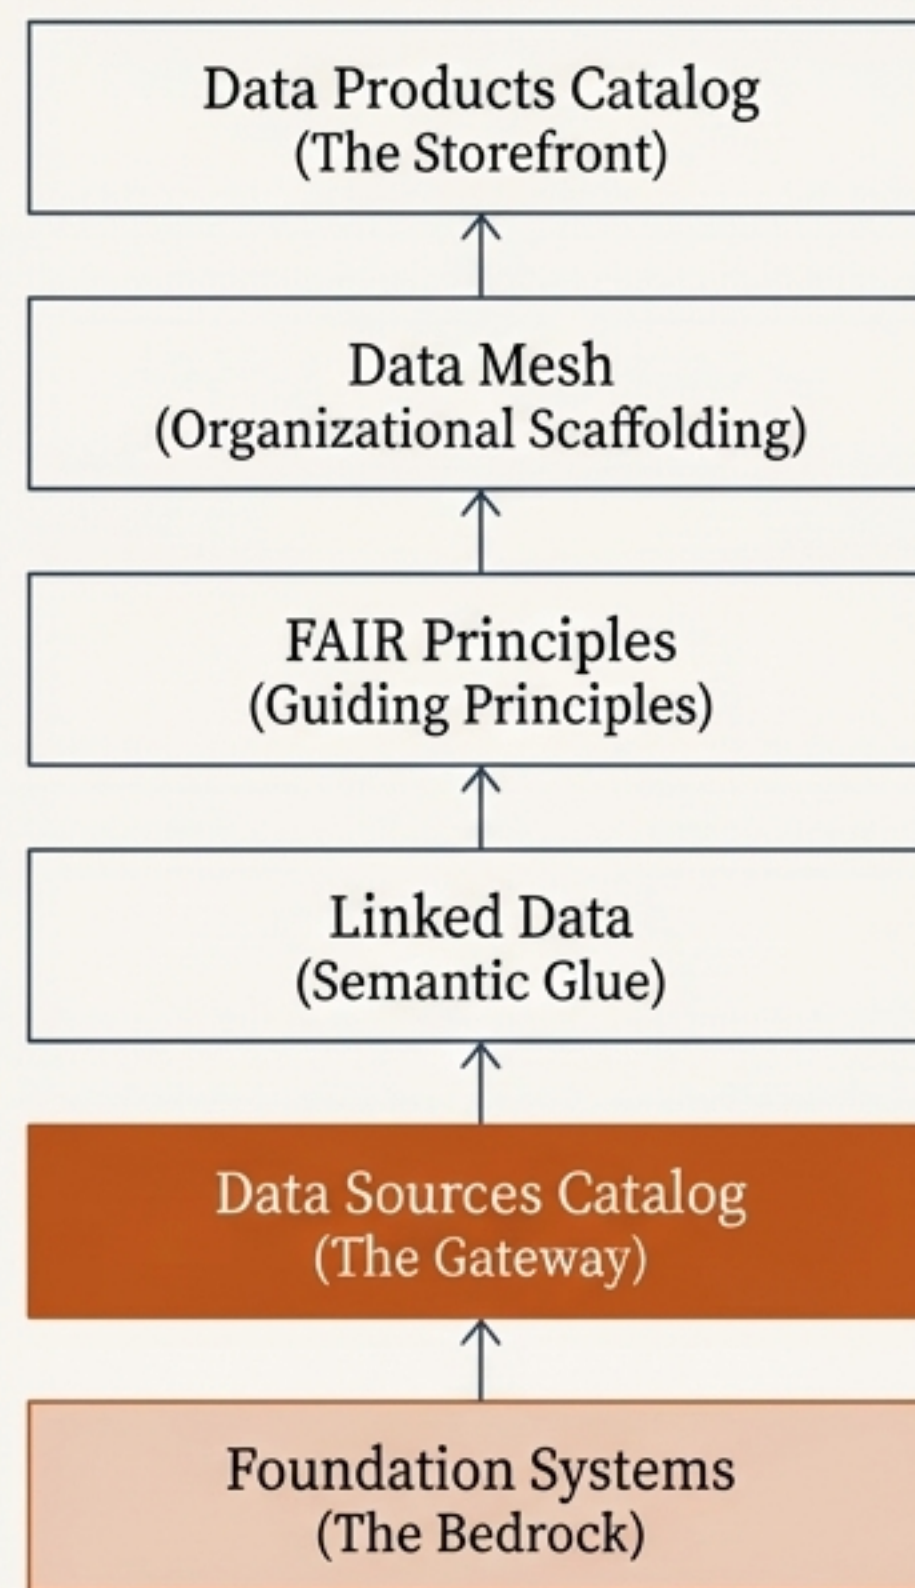 Data Products Catalog
(The Storefront)
Data Mesh
(Organizational Scaffolding)
FAIR Principles
(Guiding Principles)
Linked Data
(Semantic Glue)
Data Sources Catalog
(The Gateway)
Foundation Systems
(The Bedrock)